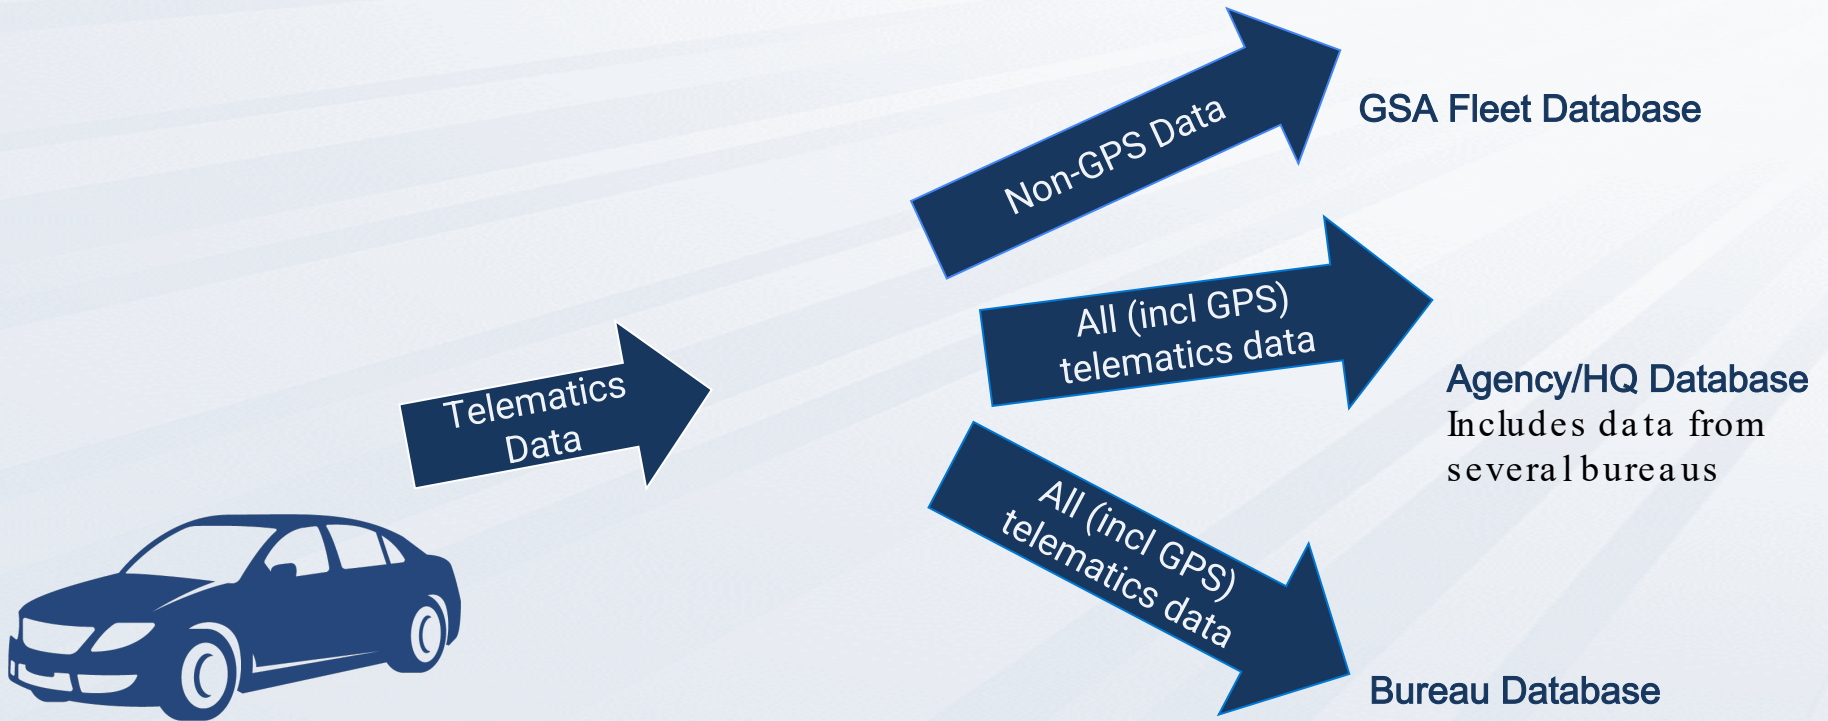 Non-GPS Data
GSA Fleet Database
All (incl GPS)
telematics data
Agency/HQ Database
Includes data from
several bureaus
Telematics
Data
All (incl GPS)
telematics data
Bureau Database